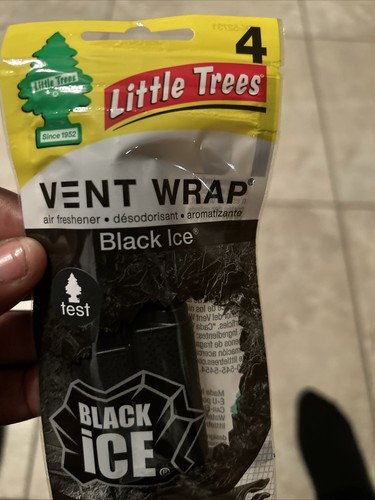 4
Little Trees
Little Trees
Since 1952
VENT WRAP®
air freshener • désodorisant • aromatizante
Black Ice®
test
BLACK
iCE®